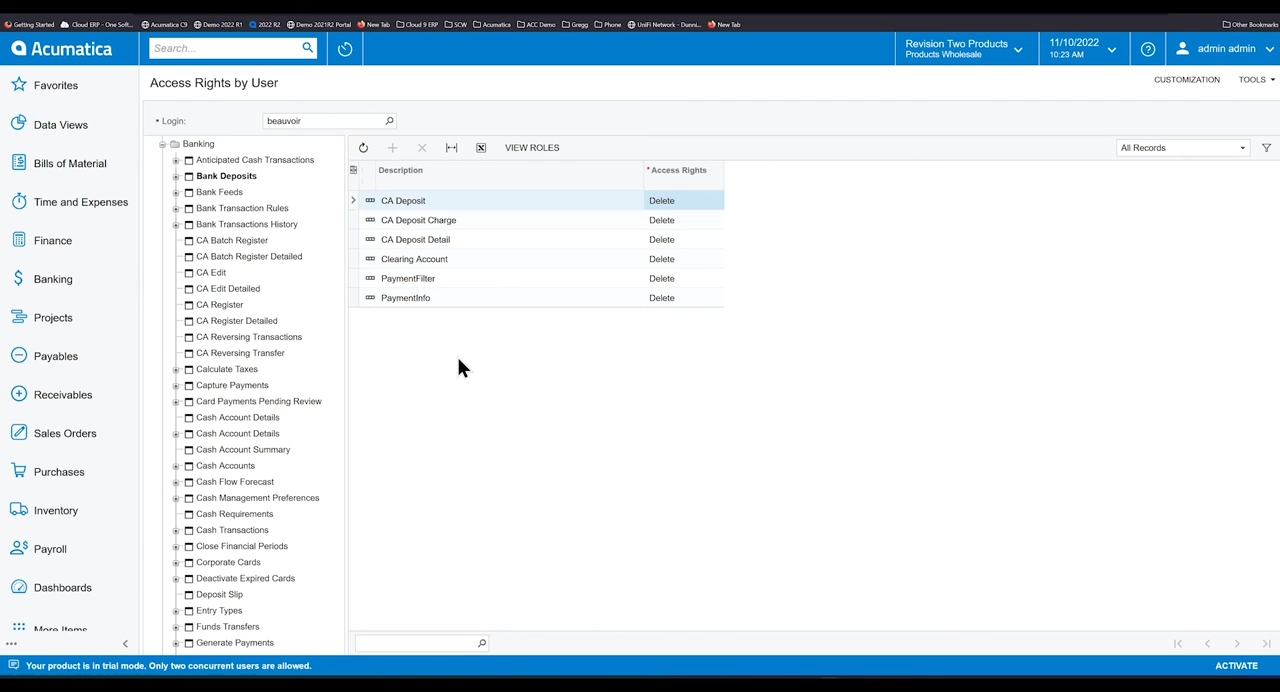 Getting Started Cloud ERP - One Soft... Acumatica C9 Demo 2022 R1 2022 R2 Demo 2021R2 Portal New Tab Cloud 9 ERP SCW Acumatica ACC Demo Gregg Phone UniFi Network - Dunni... New Tab Other Bookmarks
Acumatica
Search...
Revision Two Products
Products Wholesale
11/10/2022
10:23 AM
admin admin
Favorites
Data Views
Bills of Material
Time and Expenses
Finance
Banking
Projects
Payables
Receivables
Sales Orders
Purchases
Inventory
Payroll
Dashboards
More Items
Access Rights by User
CUSTOMIZATION TOOLS
* Login: beauvoir
Banking
Anticipated Cash Transactions
Bank Deposits
Bank Feeds
Bank Transaction Rules
Bank Transactions History
CA Batch Register
CA Batch Register Detailed
CA Edit
CA Edit Detailed
CA Register
CA Register Detailed
CA Reversing Transactions
CA Reversing Transfer
Calculate Taxes
Capture Payments
Card Payments Pending Review
Cash Account Details
Cash Account Details
Cash Account Summary
Cash Accounts
Cash Flow Forecast
Cash Management Preferences
Cash Requirements
Cash Transactions
Close Financial Periods
Corporate Cards
Deactivate Expired Cards
Deposit Slip
Entry Types
Funds Transfers
Generate Payments
VIEW ROLES
All Records
Description * Access Rights
CA Deposit Delete
CA Deposit Charge Delete
CA Deposit Detail Delete
Clearing Account Delete
PaymentFilter Delete
PaymentInfo Delete
Your product is in trial mode. Only two concurrent users are allowed.
ACTIVATE